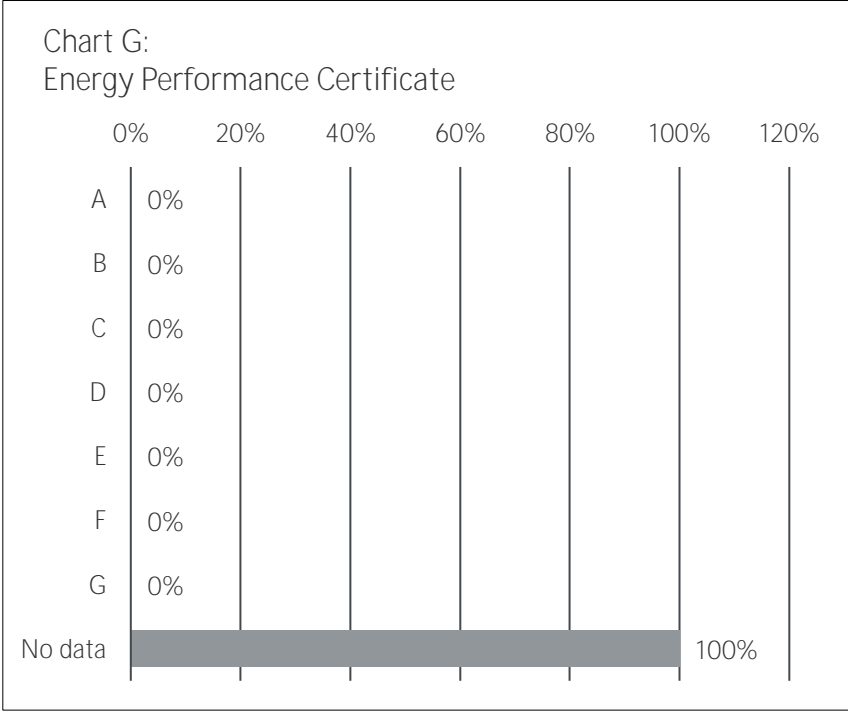 Chart G:
Energy Performance Certificate
0% 20% 40% 60% 80% 100% 120%
A 0%
B 0%
C 0%
D 0%
E 0%
F 0%
G 0%
No data 100%